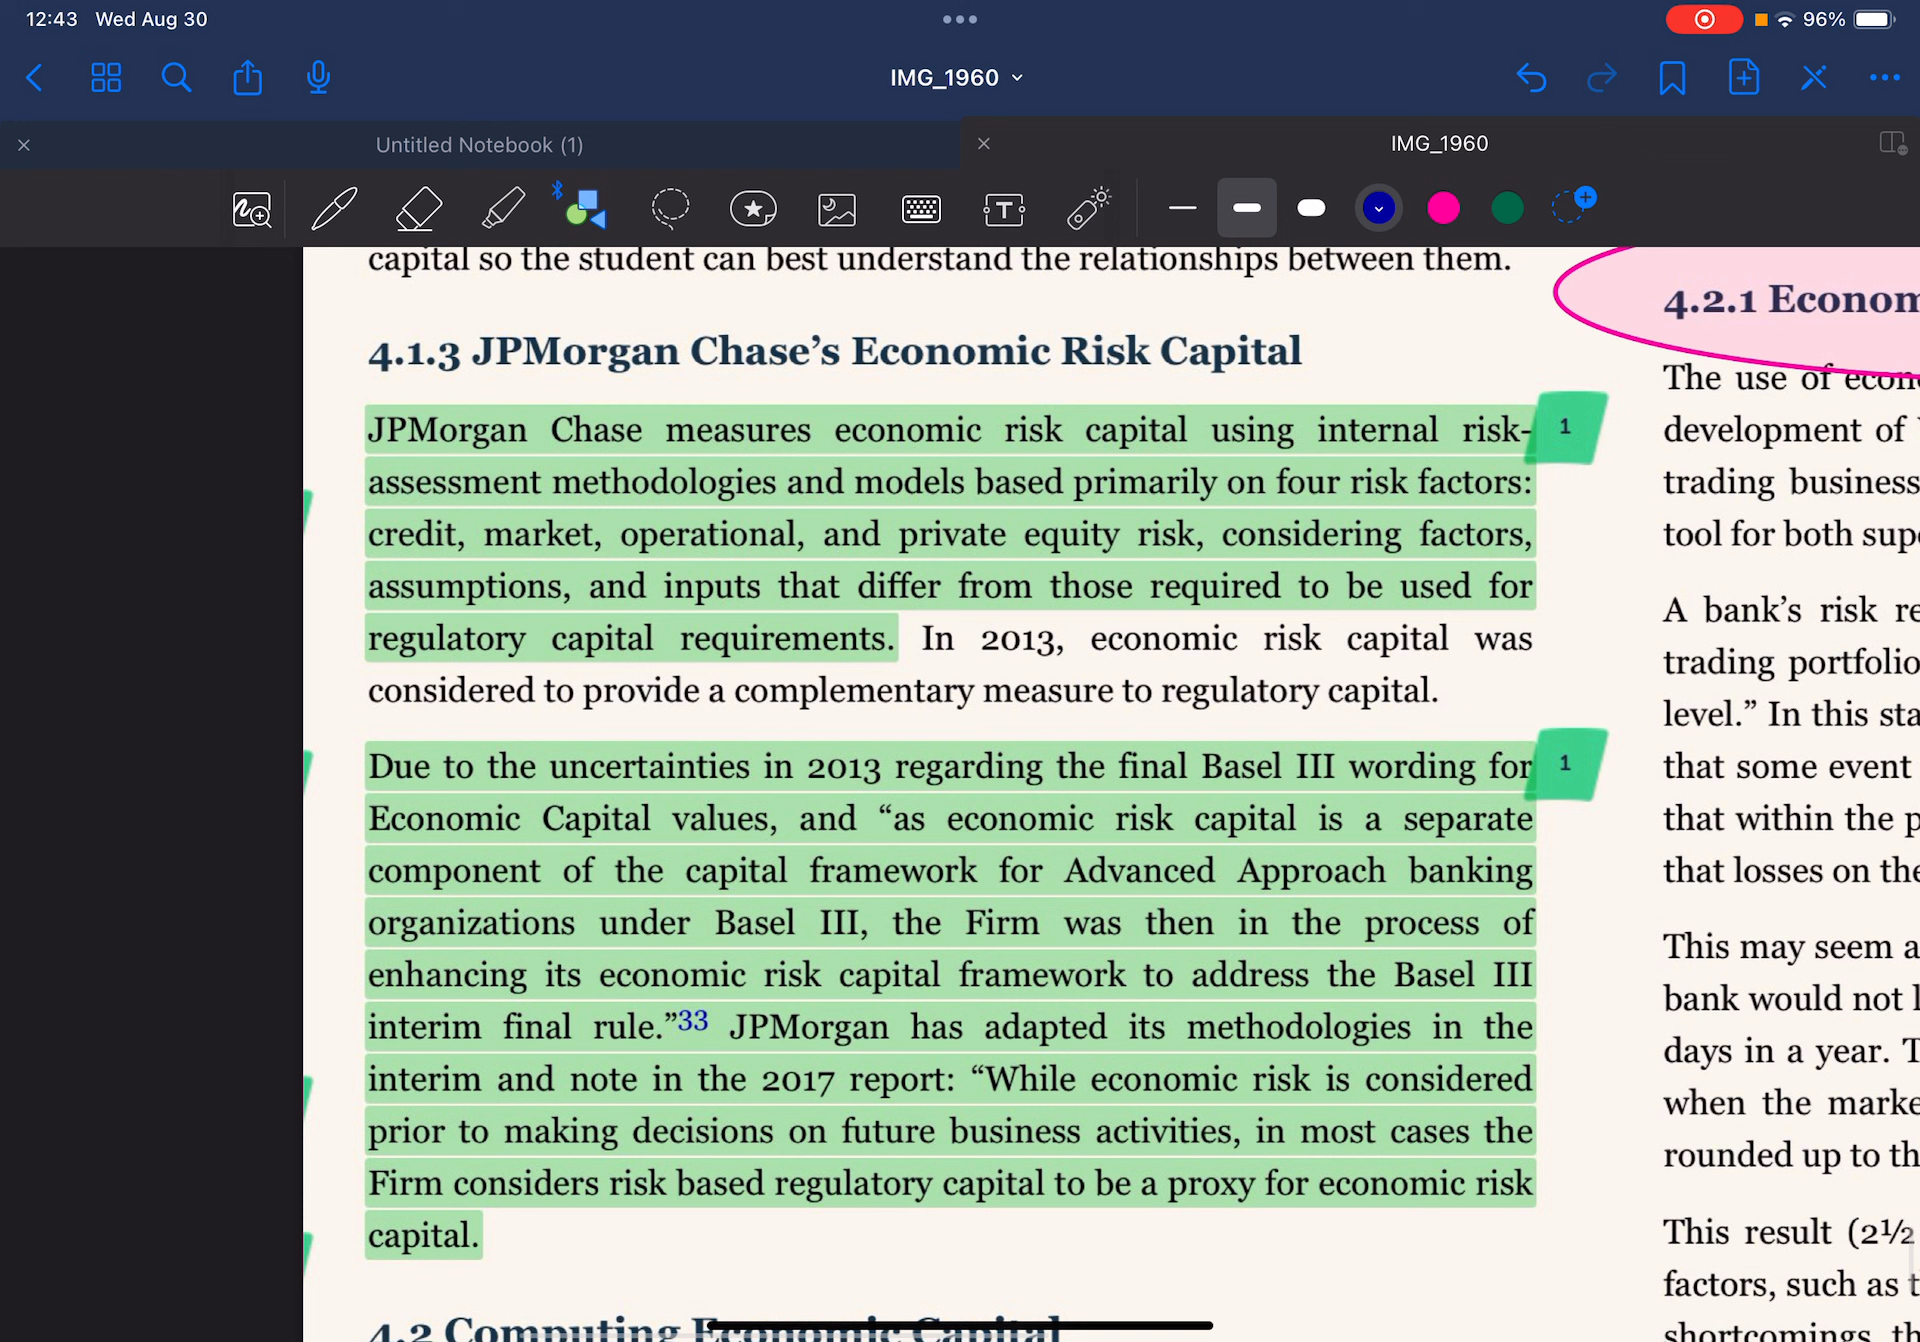 12:43 Wed Aug 30
96%
IMG_1960
Untitled Notebook (1)
IMG_1960
capital so the student can best understand the relationships between them.
4.1.3 JPMorgan Chase’s Economic Risk Capital
JPMorgan Chase measures economic risk capital using internal risk-
1
assessment methodologies and models based primarily on four risk factors:
credit, market, operational, and private equity risk, considering factors,
assumptions, and inputs that differ from those required to be used for
regulatory capital requirements. In 2013, economic risk capital was
considered to provide a complementary measure to regulatory capital.
Due to the uncertainties in 2013 regarding the final Basel III wording for
1
Economic Capital values, and “as economic risk capital is a separate
component of the capital framework for Advanced Approach banking
organizations under Basel III, the Firm was then in the process of
enhancing its economic risk capital framework to address the Basel III
interim final rule.”33 JPMorgan has adapted its methodologies in the
interim and note in the 2017 report: “While economic risk is considered
prior to making decisions on future business activities, in most cases the
Firm considers risk based regulatory capital to be a proxy for economic risk
capital.
4.2 Computing Economic Capital
4.2.1 Econom
The use of econ
development of
trading business
tool for both sup
A bank’s risk re
trading portfolio
level.” In this sta
that some event
that within the p
that losses on the
This may seem a
bank would not l
days in a year. T
when the marke
rounded up to th
This result (2½
factors, such as t
shortcomings, th